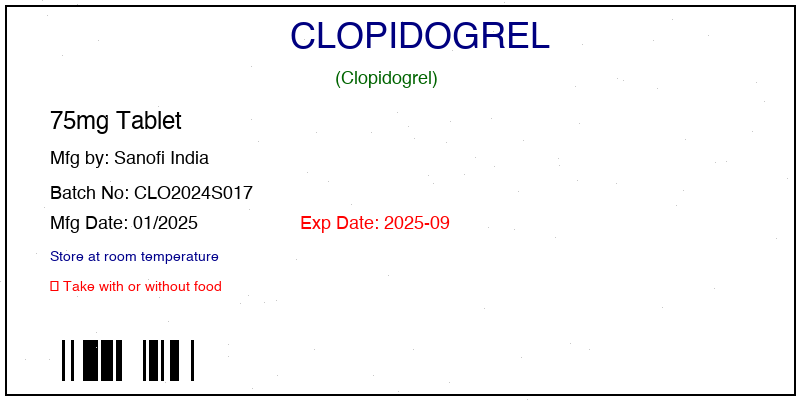 CLOPIDOGREL
(Clopidogrel)
75mg Tablet
Mfg by: Sanofi India
Batch No: CLO2024S017
Mfg Date: 01/2025 Exp Date: 2025-09
Store at room temperature
□ Take with or without food